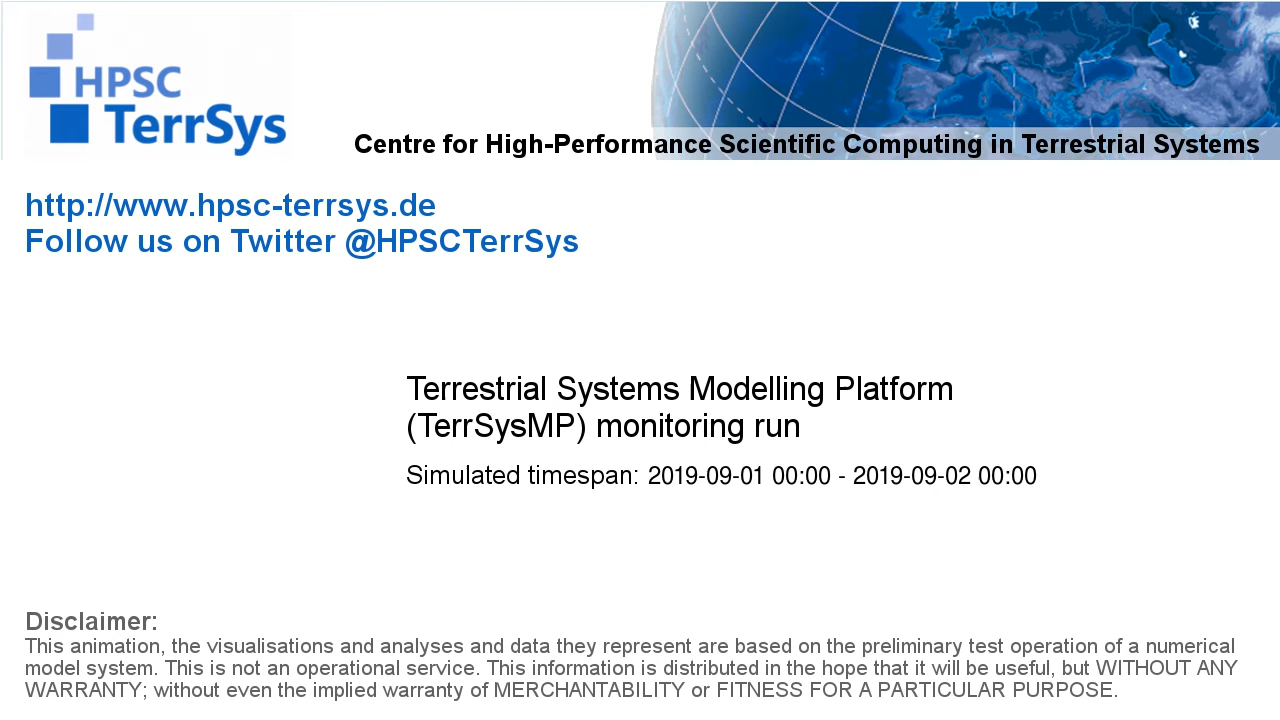 HPSC
TerrSys
Centre for High-Performance Scientific Computing in Terrestrial Systems
http://www.hpsc-terrsys.de
Follow us on Twitter @HPSCTerrSys
Terrestrial Systems Modelling Platform
(TerrSysMP) monitoring run
Simulated timespan: 2019-09-01 00:00 - 2019-09-02 00:00
Disclaimer:
This animation, the visualisations and analyses and data they represent are based on the preliminary test operation of a numerical
model system. This is not an operational service. This information is distributed in the hope that it will be useful, but WITHOUT ANY
WARRANTY; without even the implied warranty of MERCHANTABILITY or FITNESS FOR A PARTICULAR PURPOSE.